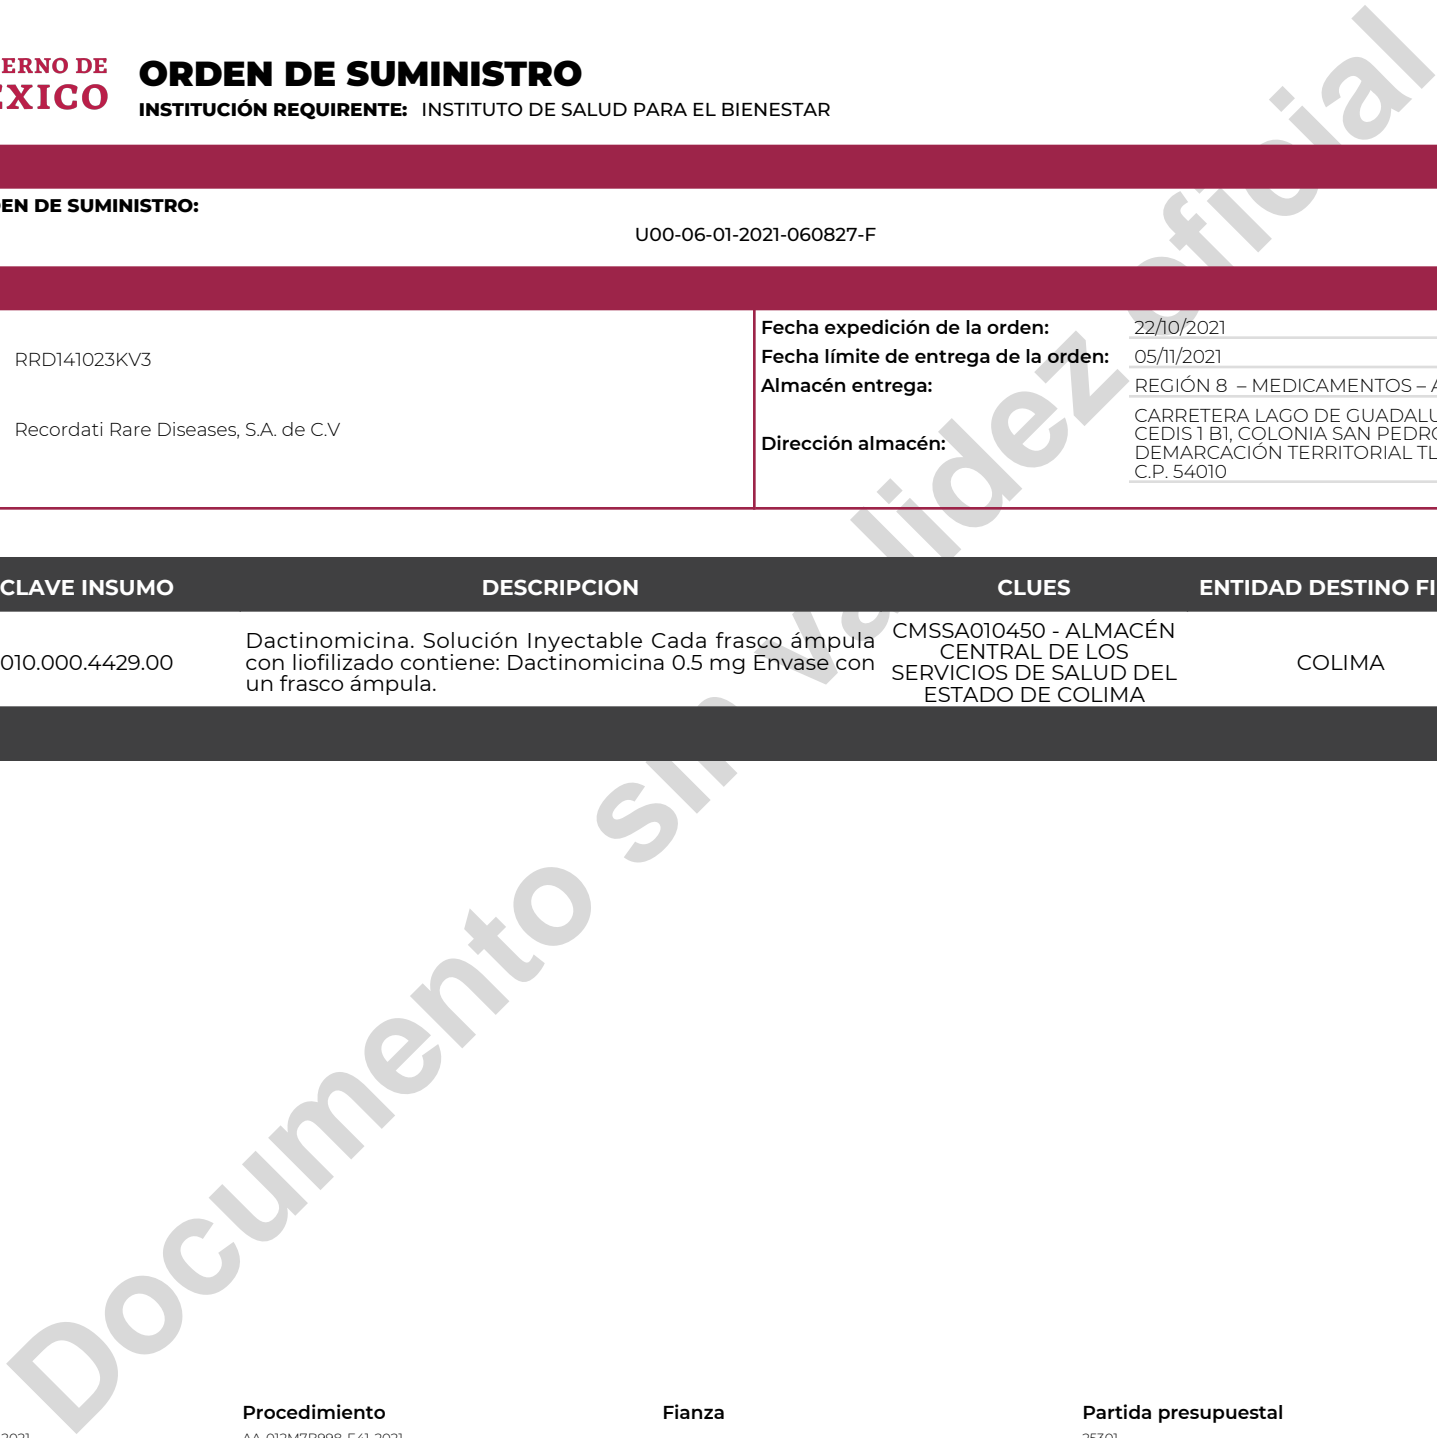 ERNO DE
EXICO
ORDEN DE SUMINISTRO
INSTITUCIÓN REQUIRENTE: INSTITUTO DE SALUD PARA EL BIENESTAR
EN DE SUMINISTRO:
U00-06-01-2021-060827-F
RRD141023KV3
Recordati Rare Diseases, S.A. de C.V
Fecha expedición de la orden: 22/10/2021
Fecha límite de entrega de la orden: 05/11/2021
Almacén entrega: REGIÓN 8 – MEDICAMENTOS – A
Dirección almacén:
CARRETERA LAGO DE GUADALU
CEDIS 1 B1, COLONIA SAN PEDRO
DEMARCACIÓN TERRITORIAL TL
C.P. 54010
CLAVE INSUMO DESCRIPCION CLUES ENTIDAD DESTINO FI
010.000.4429.00
Dactinomicina. Solución Inyectable Cada frasco ámpula
con liofilizado contiene: Dactinomicina 0.5 mg Envase con
un frasco ámpula.
CMSSA010450 - ALMACÉN
CENTRAL DE LOS
SERVICIOS DE SALUD DEL
ESTADO DE COLIMA
COLIMA
Documento sin validez oficial
Procedimiento Fianza Partida presupuestal